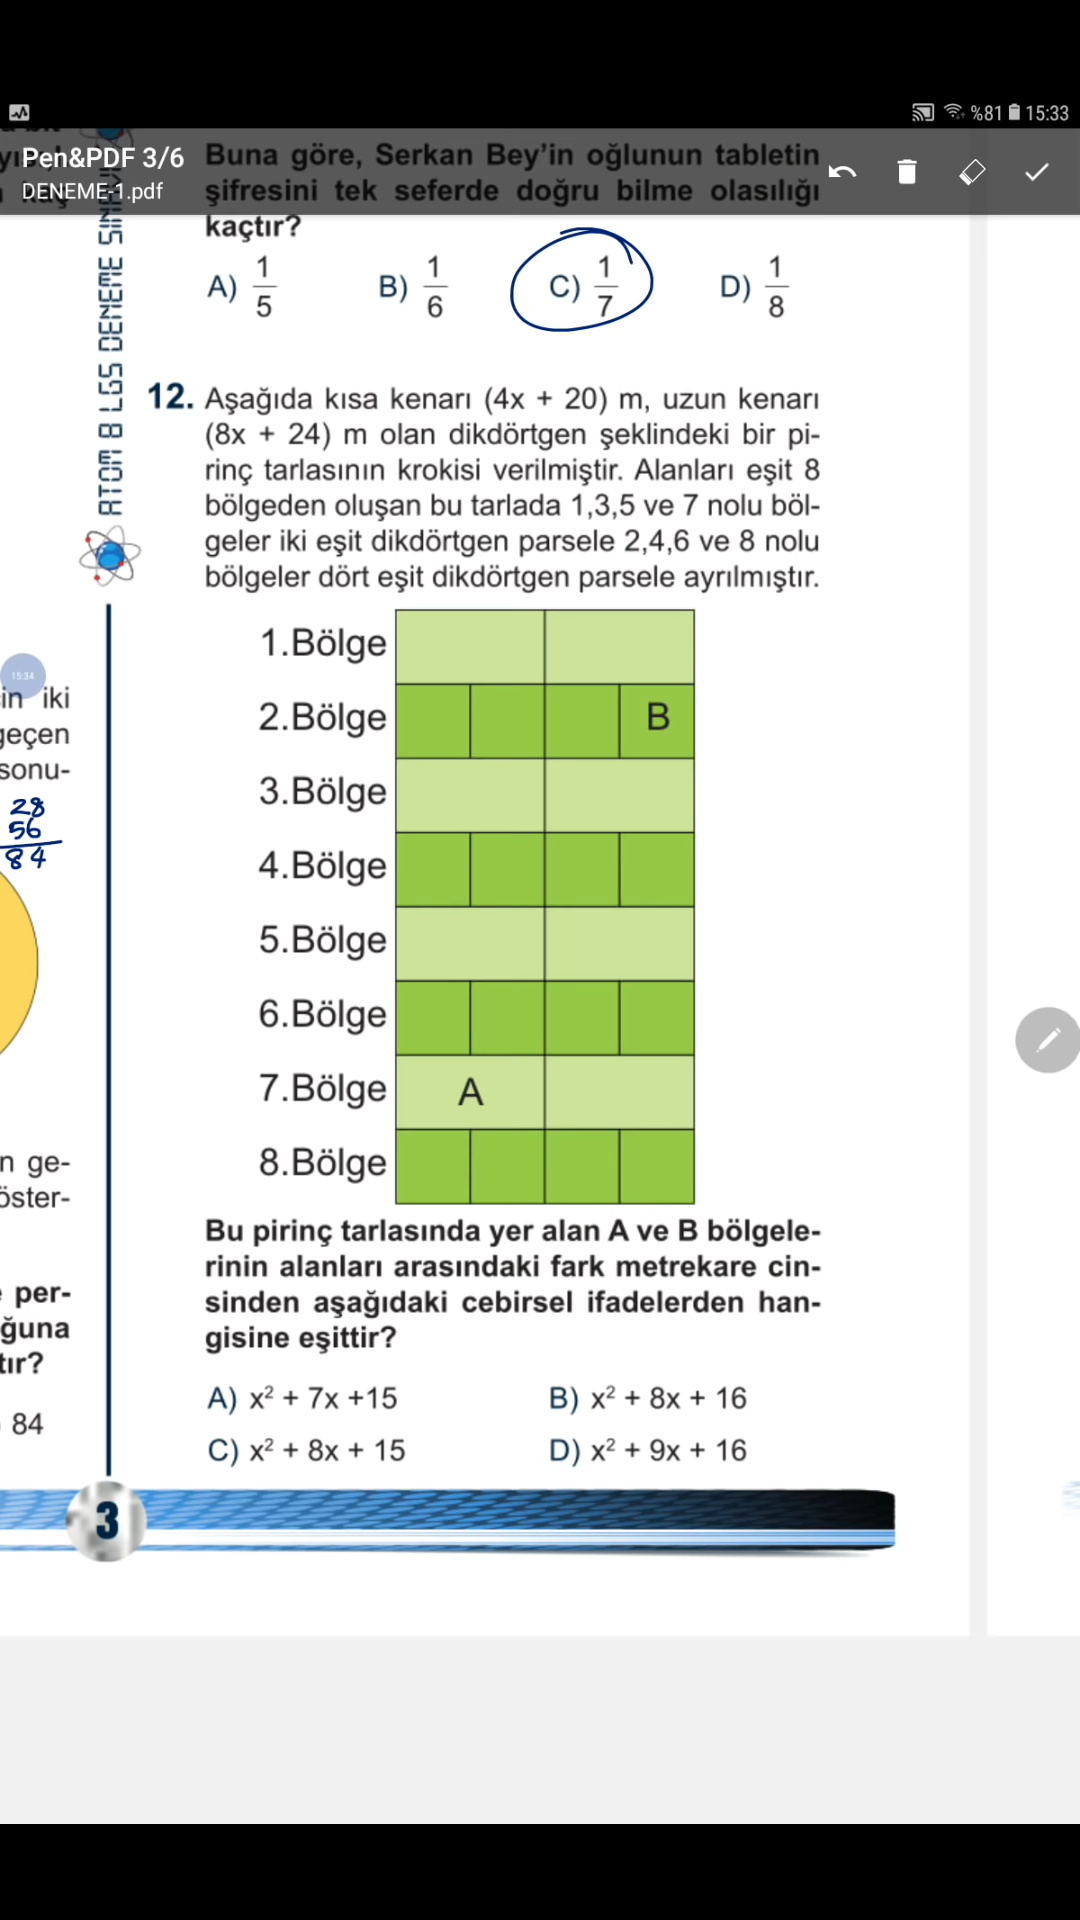 %81 15:33
Pen&PDF 3/6
DENEME-1.pdf
ATOM 8 LGS DENEME
Buna göre, Serkan Bey'in oğlunun tabletin
şifresini tek seferde doğru bilme olasılığı
kaçtır?
A) 1/5 B) 1/6 C) 1/7 D) 1/8
12. Aşağıda kısa kenarı (4x + 20) m, uzun kenarı
(8x + 24) m olan dikdörtgen şeklindeki bir pi-
rinç tarlasının krokisi verilmiştir. Alanları eşit 8
bölgeden oluşan bu tarlada 1,3,5 ve 7 nolu böl-
geler iki eşit dikdörtgen parsele 2,4,6 ve 8 nolu
bölgeler dört eşit dikdörtgen parsele ayrılmıştır.
1.Bölge
2.Bölge B
3.Bölge
4.Bölge
5.Bölge
6.Bölge
7.Bölge A
8.Bölge
Bu pirinç tarlasında yer alan A ve B bölgele-
rinin alanları arasındaki fark metrekare cin-
sinden aşağıdaki cebirsel ifadelerden han-
gisine eşittir?
A) x² + 7x +15 B) x² + 8x + 16
C) x² + 8x + 15 D) x² + 9x + 16
3
15:34
in iki
geçen
sonu-
28
56
84
n ge-
öster-
per-
ğuna
tır?
84